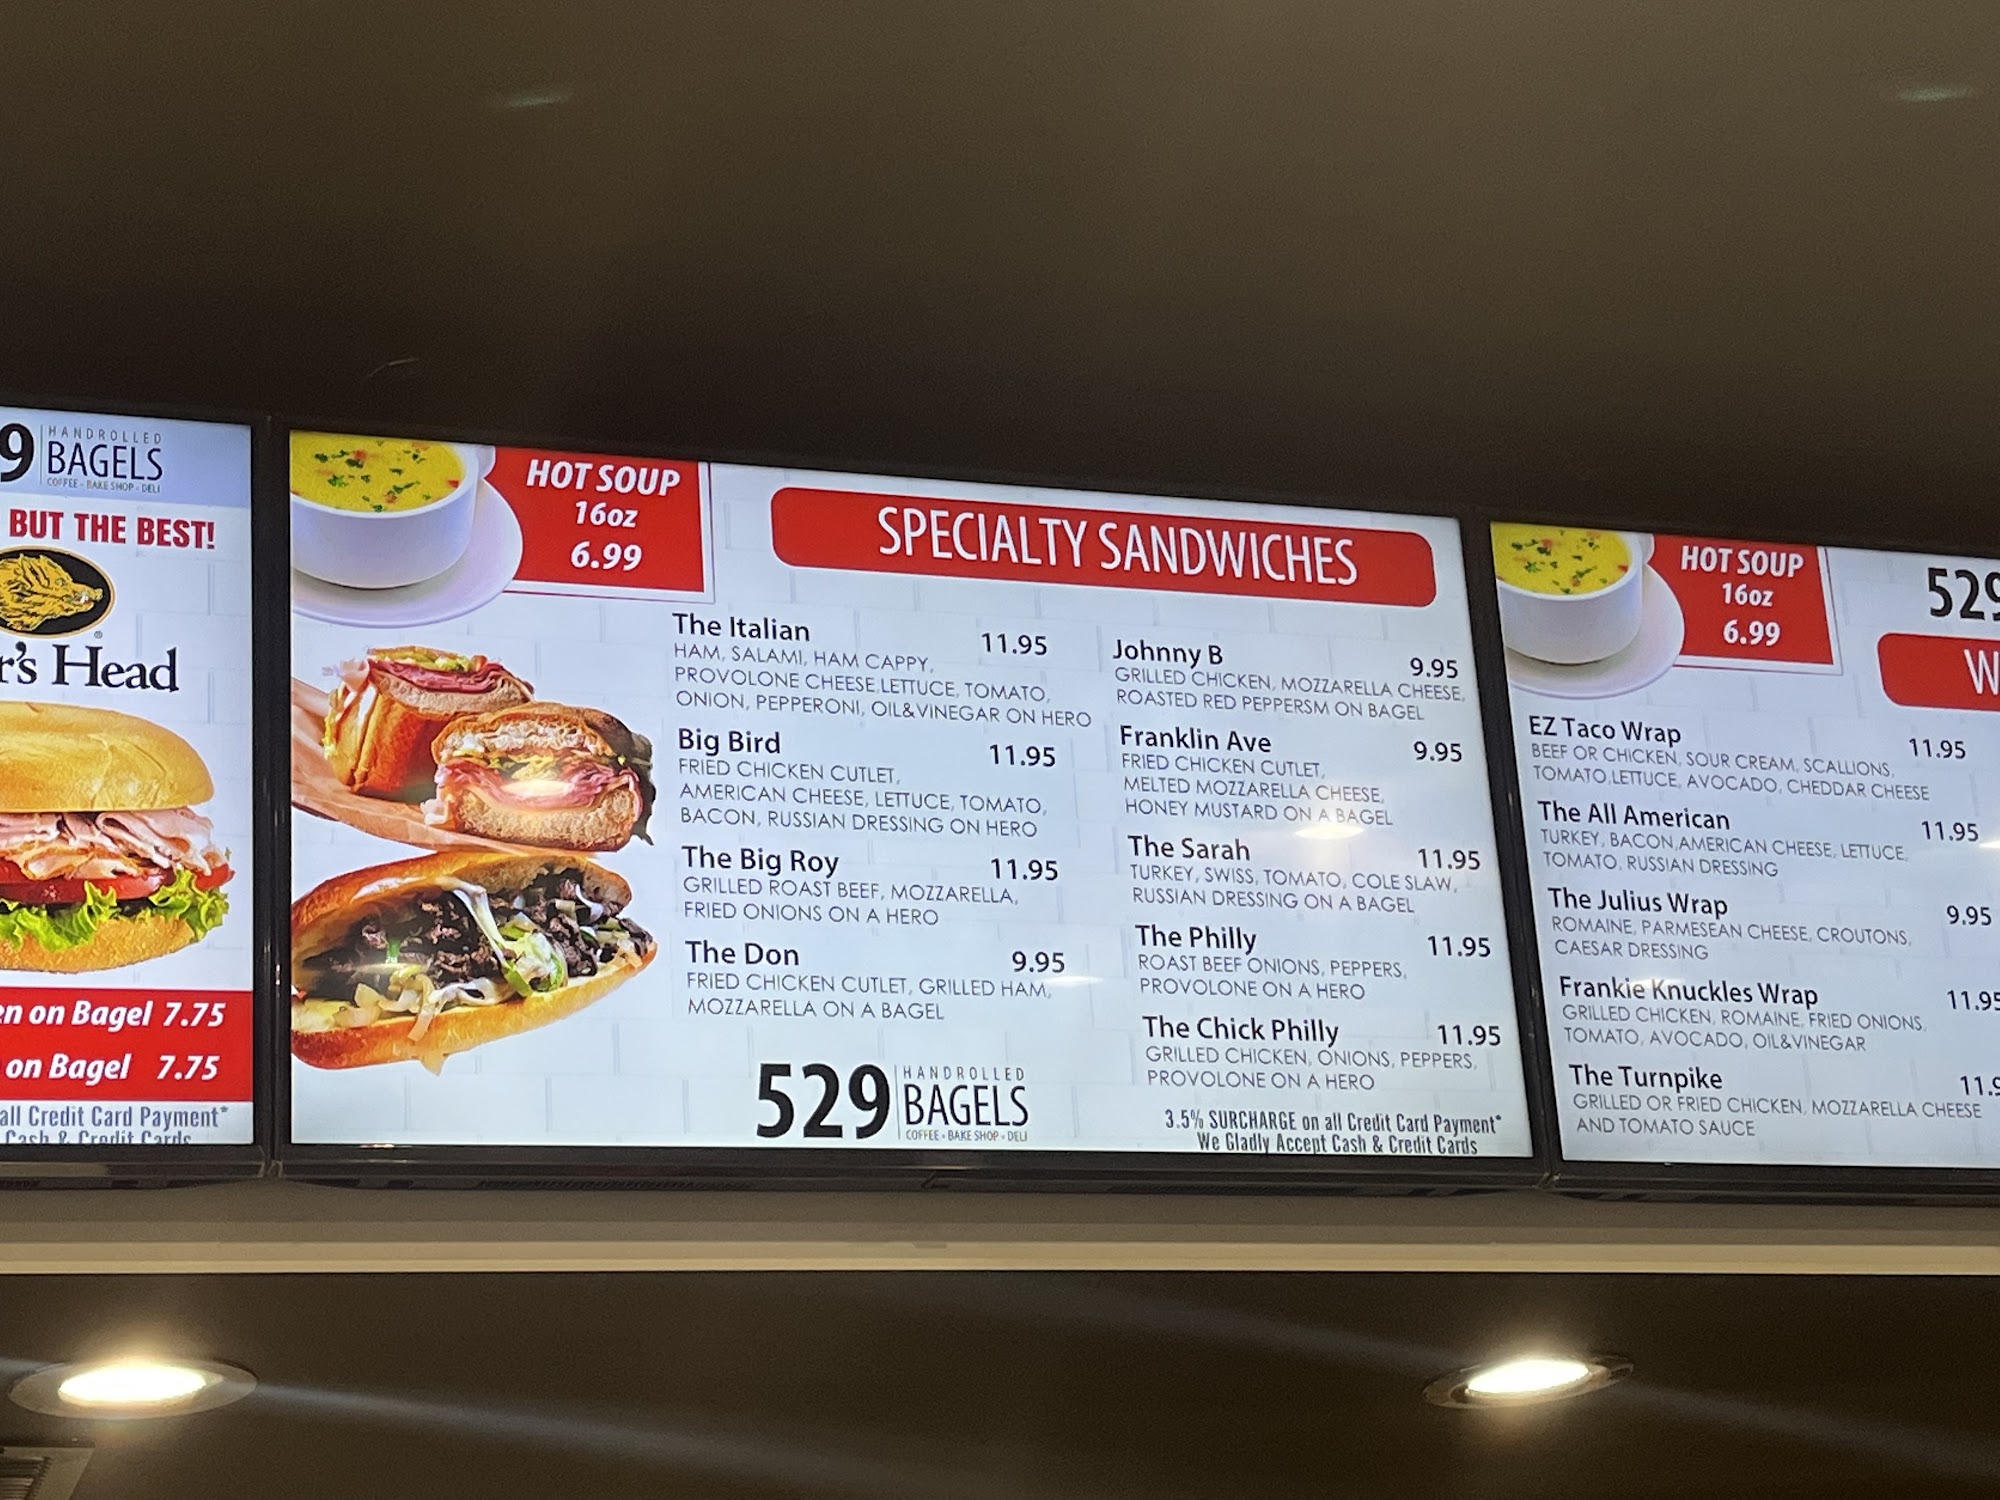 9 HANDROLLED
BAGELS
COFFEE - BAKE SHOP - DELI
BUT THE BEST!
r's Head
®
en on Bagel 7.75
on Bagel 7.75
all Credit Card Payment*
Cash & Credit Cards
HOT SOUP
16oz
6.99
SPECIALTY SANDWICHES
The Italian 11.95
HAM, SALAMI, HAM CAPPY,
PROVOLONE CHEESE,LETTUCE, TOMATO,
ONION, PEPPERONI, OIL&VINEGAR ON HERO
Big Bird 11.95
FRIED CHICKEN CUTLET,
AMERICAN CHEESE, LETTUCE, TOMATO,
BACON, RUSSIAN DRESSING ON HERO
The Big Roy 11.95
GRILLED ROAST BEEF, MOZZARELLA,
FRIED ONIONS ON A HERO
The Don 9.95
FRIED CHICKEN CUTLET, GRILLED HAM,
MOZZARELLA ON A BAGEL
529 HANDROLLED
BAGELS
COFFEE - BAKE SHOP - DELI
Johnny B 9.95
GRILLED CHICKEN, MOZZARELLA CHEESE,
ROASTED RED PEPPERSM ON BAGEL
Franklin Ave 9.95
FRIED CHICKEN CUTLET,
MELTED MOZZARELLA CHEESE,
HONEY MUSTARD ON A BAGEL
The Sarah 11.95
TURKEY, SWISS, TOMATO, COLE SLAW,
RUSSIAN DRESSING ON A BAGEL
The Philly 11.95
ROAST BEEF ONIONS, PEPPERS,
PROVOLONE ON A HERO
The Chick Philly 11.95
GRILLED CHICKEN, ONIONS, PEPPERS,
PROVOLONE ON A HERO
3.5% SURCHARGE on all Credit Card Payment*
We Gladly Accept Cash & Credit Cards
HOT SOUP
16oz
6.99
529
W
EZ Taco Wrap 11.95
BEEF OR CHICKEN, SOUR CREAM, SCALLIONS,
TOMATO,LETTUCE, AVOCADO, CHEDDAR CHEESE
The All American 11.95
TURKEY, BACON,AMERICAN CHEESE, LETTUCE,
TOMATO, RUSSIAN DRESSING
The Julius Wrap 9.95
ROMAINE, PARMESEAN CHEESE, CROUTONS,
CAESAR DRESSING
Frankie Knuckles Wrap 11.95
GRILLED CHICKEN, ROMAINE, FRIED ONIONS,
TOMATO, AVOCADO, OIL&VINEGAR
The Turnpike 11.9
GRILLED OR FRIED CHICKEN, MOZZARELLA CHEESE
AND TOMATO SAUCE